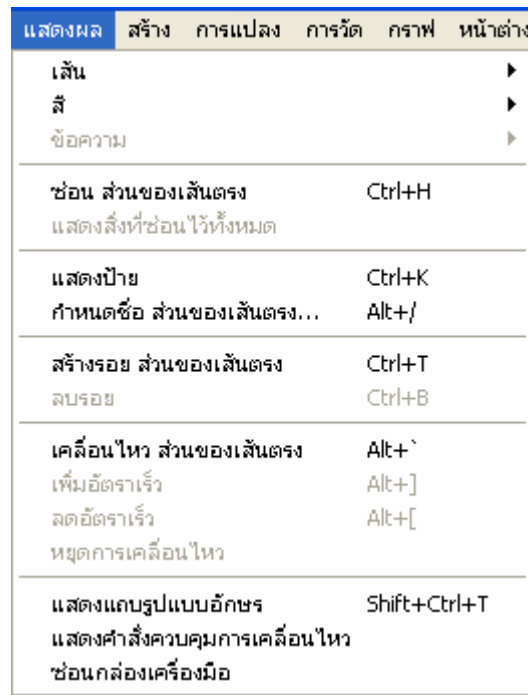 แสดงผล สร้าง การแปลง การวัด กราฟ หน้าต่าง
เส้น
สี
ข้อความ
ซ่อน ส่วนของเส้นตรง Ctrl+H
แสดงสิ่งที่ซ่อนไว้ทั้งหมด
แสดงป้าย Ctrl+K
กำหนดชื่อ ส่วนของเส้นตรง... Alt+/
สร้างรอย ส่วนของเส้นตรง Ctrl+T
ลบรอย Ctrl+B
เคลื่อนไหว ส่วนของเส้นตรง Alt+`
เพิ่มอัตราเร็ว Alt+]
ลดอัตราเร็ว Alt+[
หยุดการเคลื่อนไหว
แสดงแถบรูปแบบอักษร Shift+Ctrl+T
แสดงคำสั่งควบคุมการเคลื่อนไหว
ซ่อนกล่องเครื่องมือ